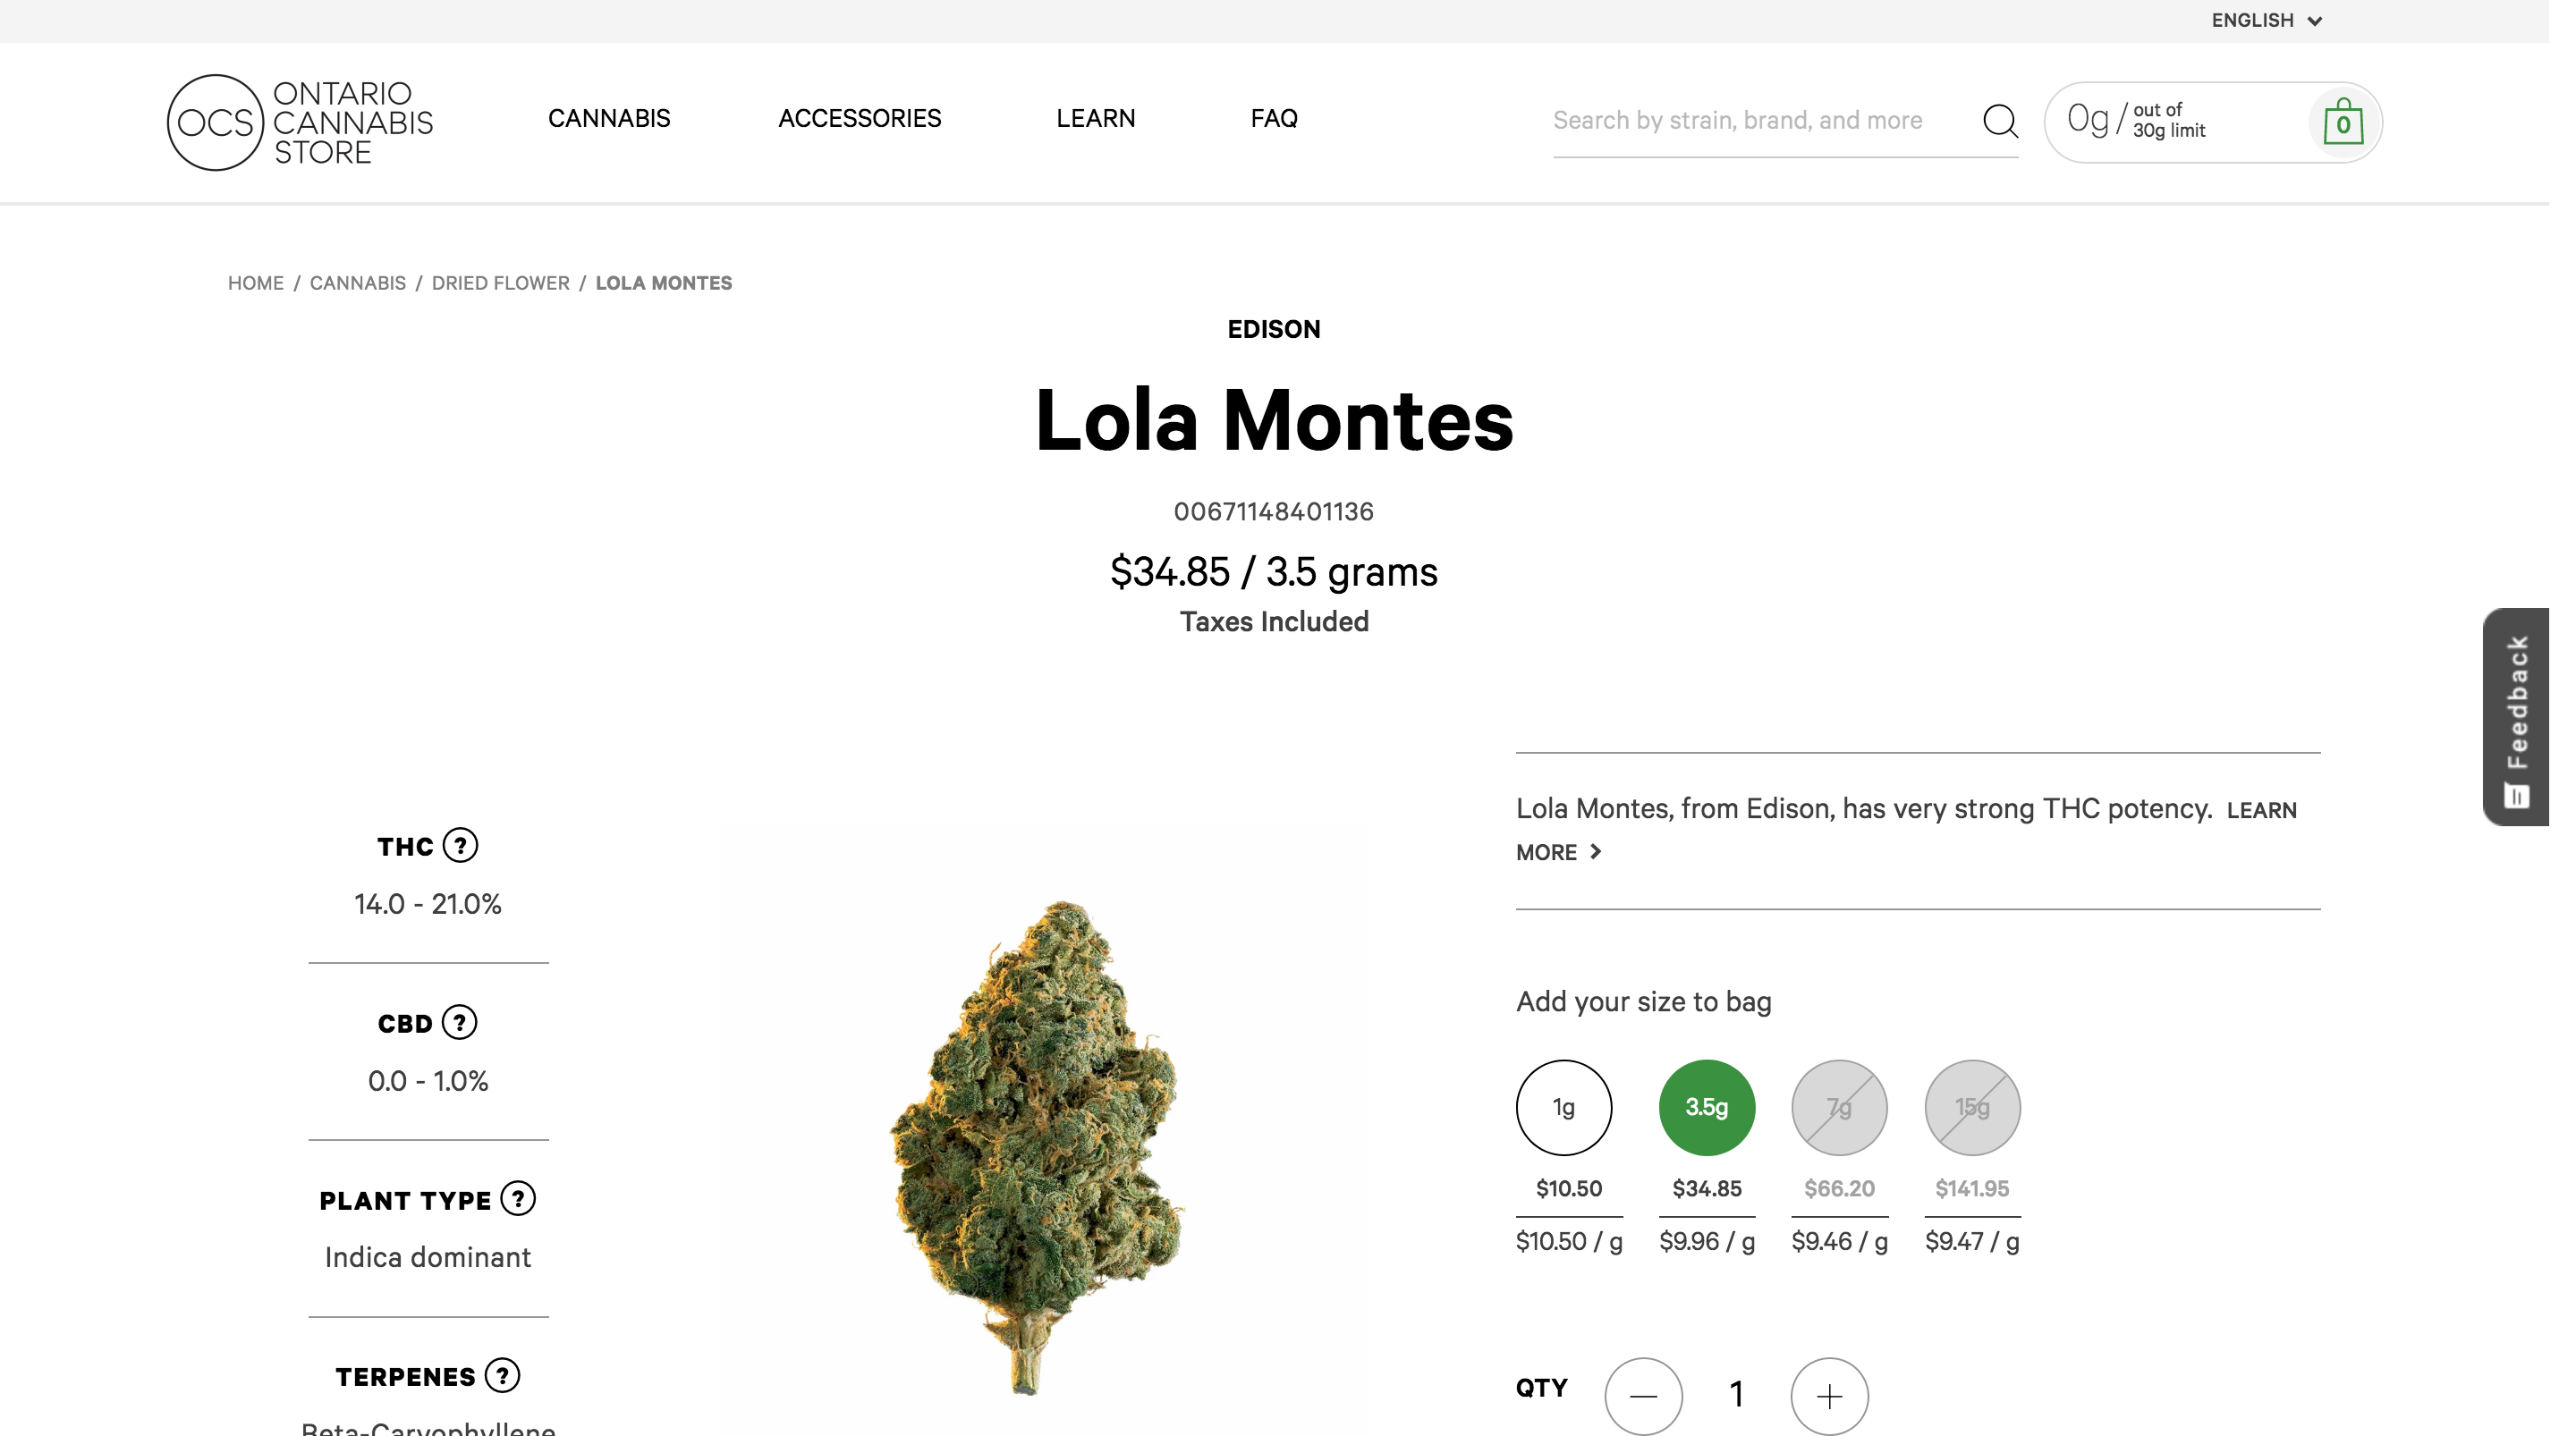 ENGLISH
OCS
ONTARIO
CANNABIS
STORE
CANNABIS
ACCESSORIES
LEARN
FAQ
Search by strain, brand, and more
0g / out of
30g limit
0
HOME / CANNABIS / DRIED FLOWER / LOLA MONTES
EDISON
Lola Montes
00671148401136
$34.85 / 3.5 grams
Taxes Included
Feedback
THC ?
14.0 - 21.0%
CBD ?
0.0 - 1.0%
PLANT TYPE ?
Indica dominant
TERPENES ?
Beta-Caryophyllene
Lola Montes, from Edison, has very strong THC potency. LEARN
MORE
Add your size to bag
1g 3.5g 7g 15g
$10.50 $34.85 $66.20 $141.95
$10.50 / g $9.96 / g $9.46 / g $9.47 / g
QTY 1